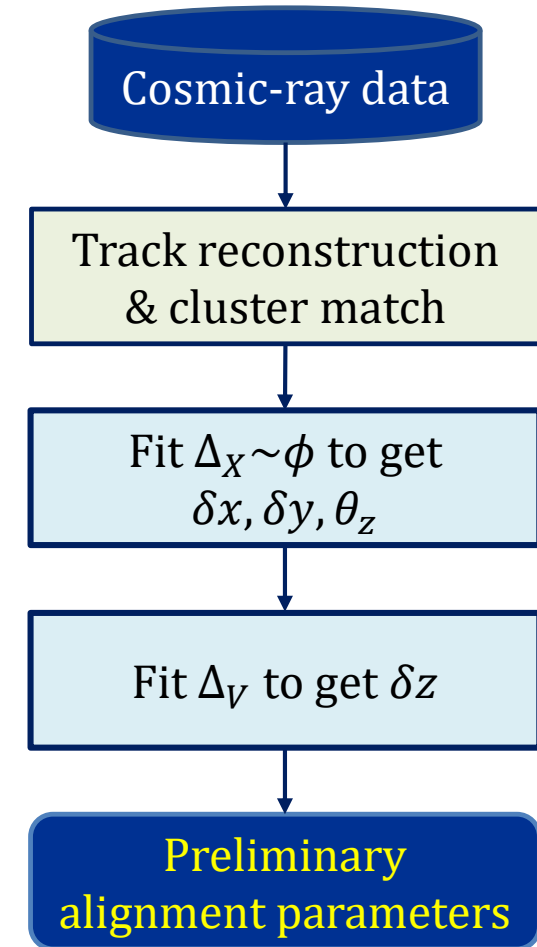 Cosmic-ray data
Track reconstruction
& cluster match
Fit Δ_X~ϕ to get
δx, δy, θ_z
Fit Δ_V to get δz
Preliminary
alignment parameters